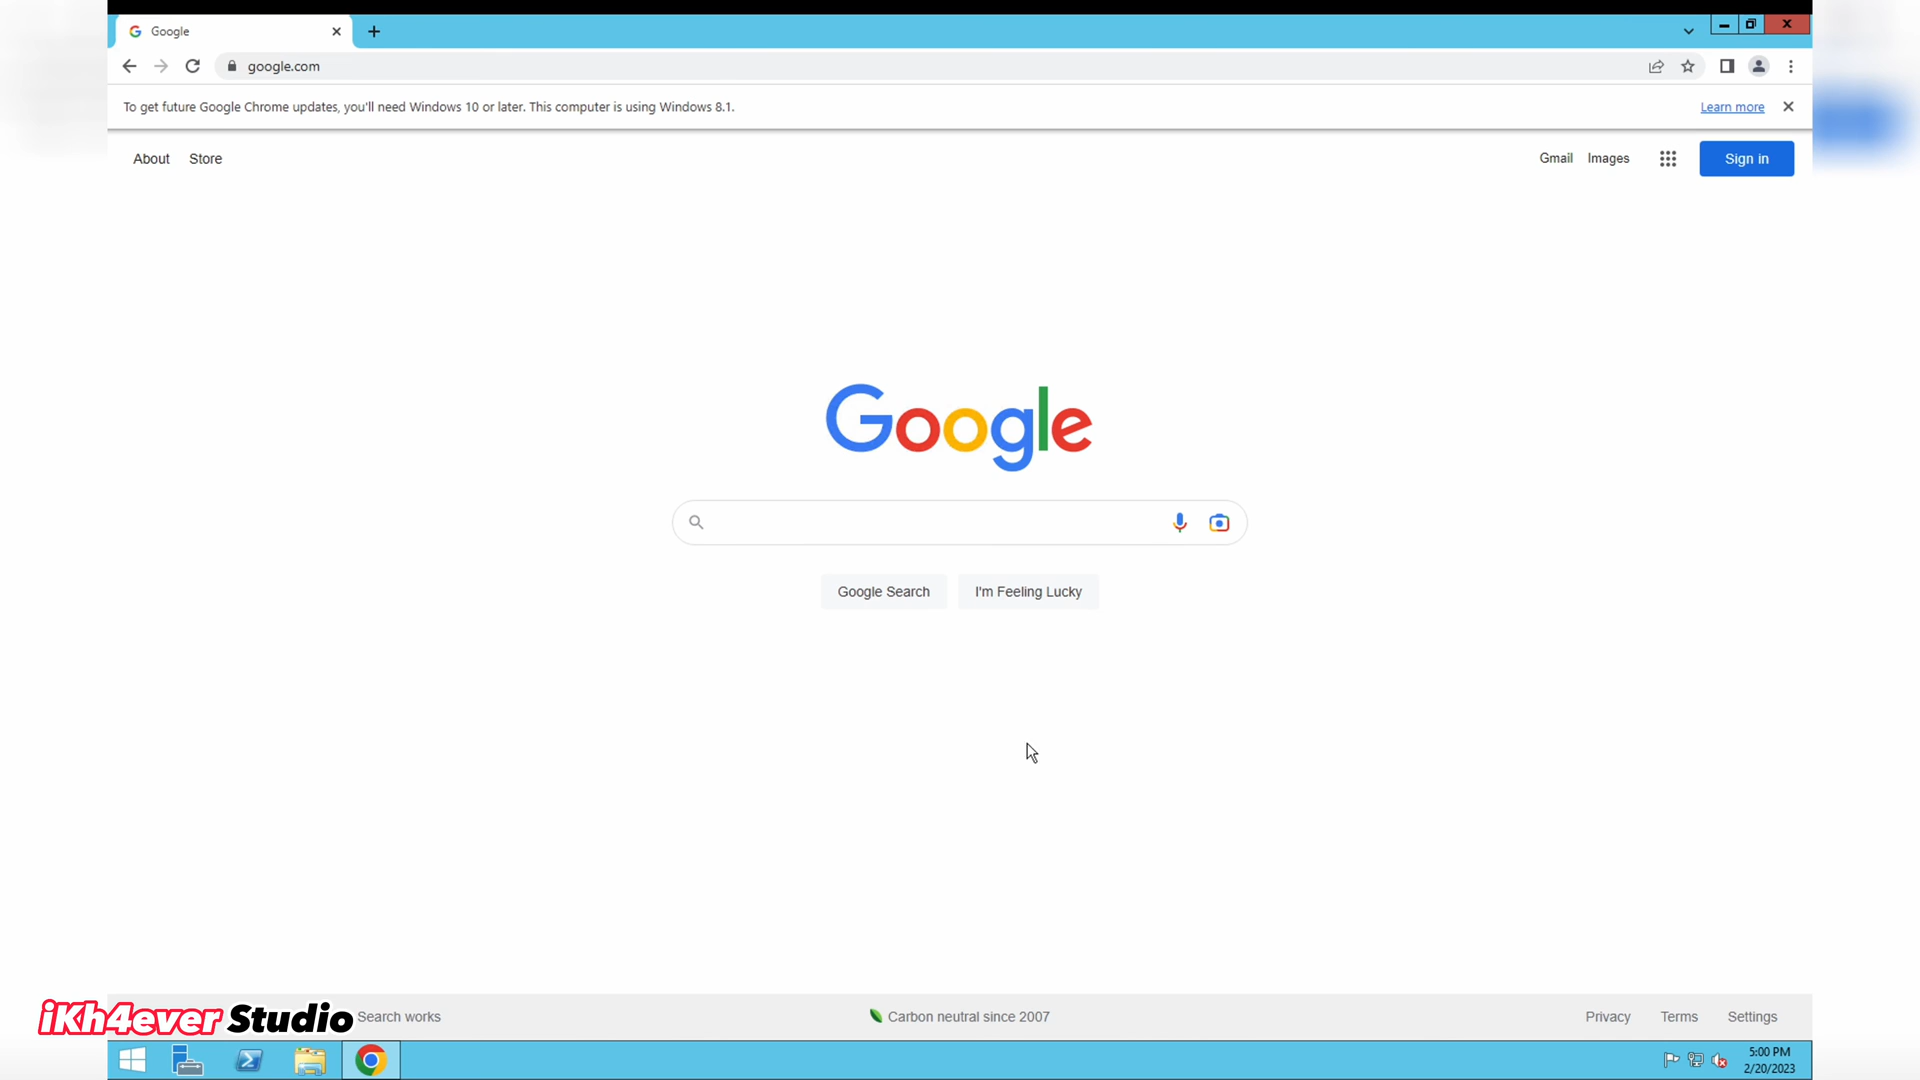 Google
google.com
To get future Google Chrome updates, you'll need Windows 10 or later. This computer is using Windows 8.1.
Learn more
About Store
Gmail Images
Sign in
Google
Google Search I'm Feeling Lucky
iKh4ever Studio
Search works
Carbon neutral since 2007
Privacy Terms Settings
5:00 PM
2/20/2023